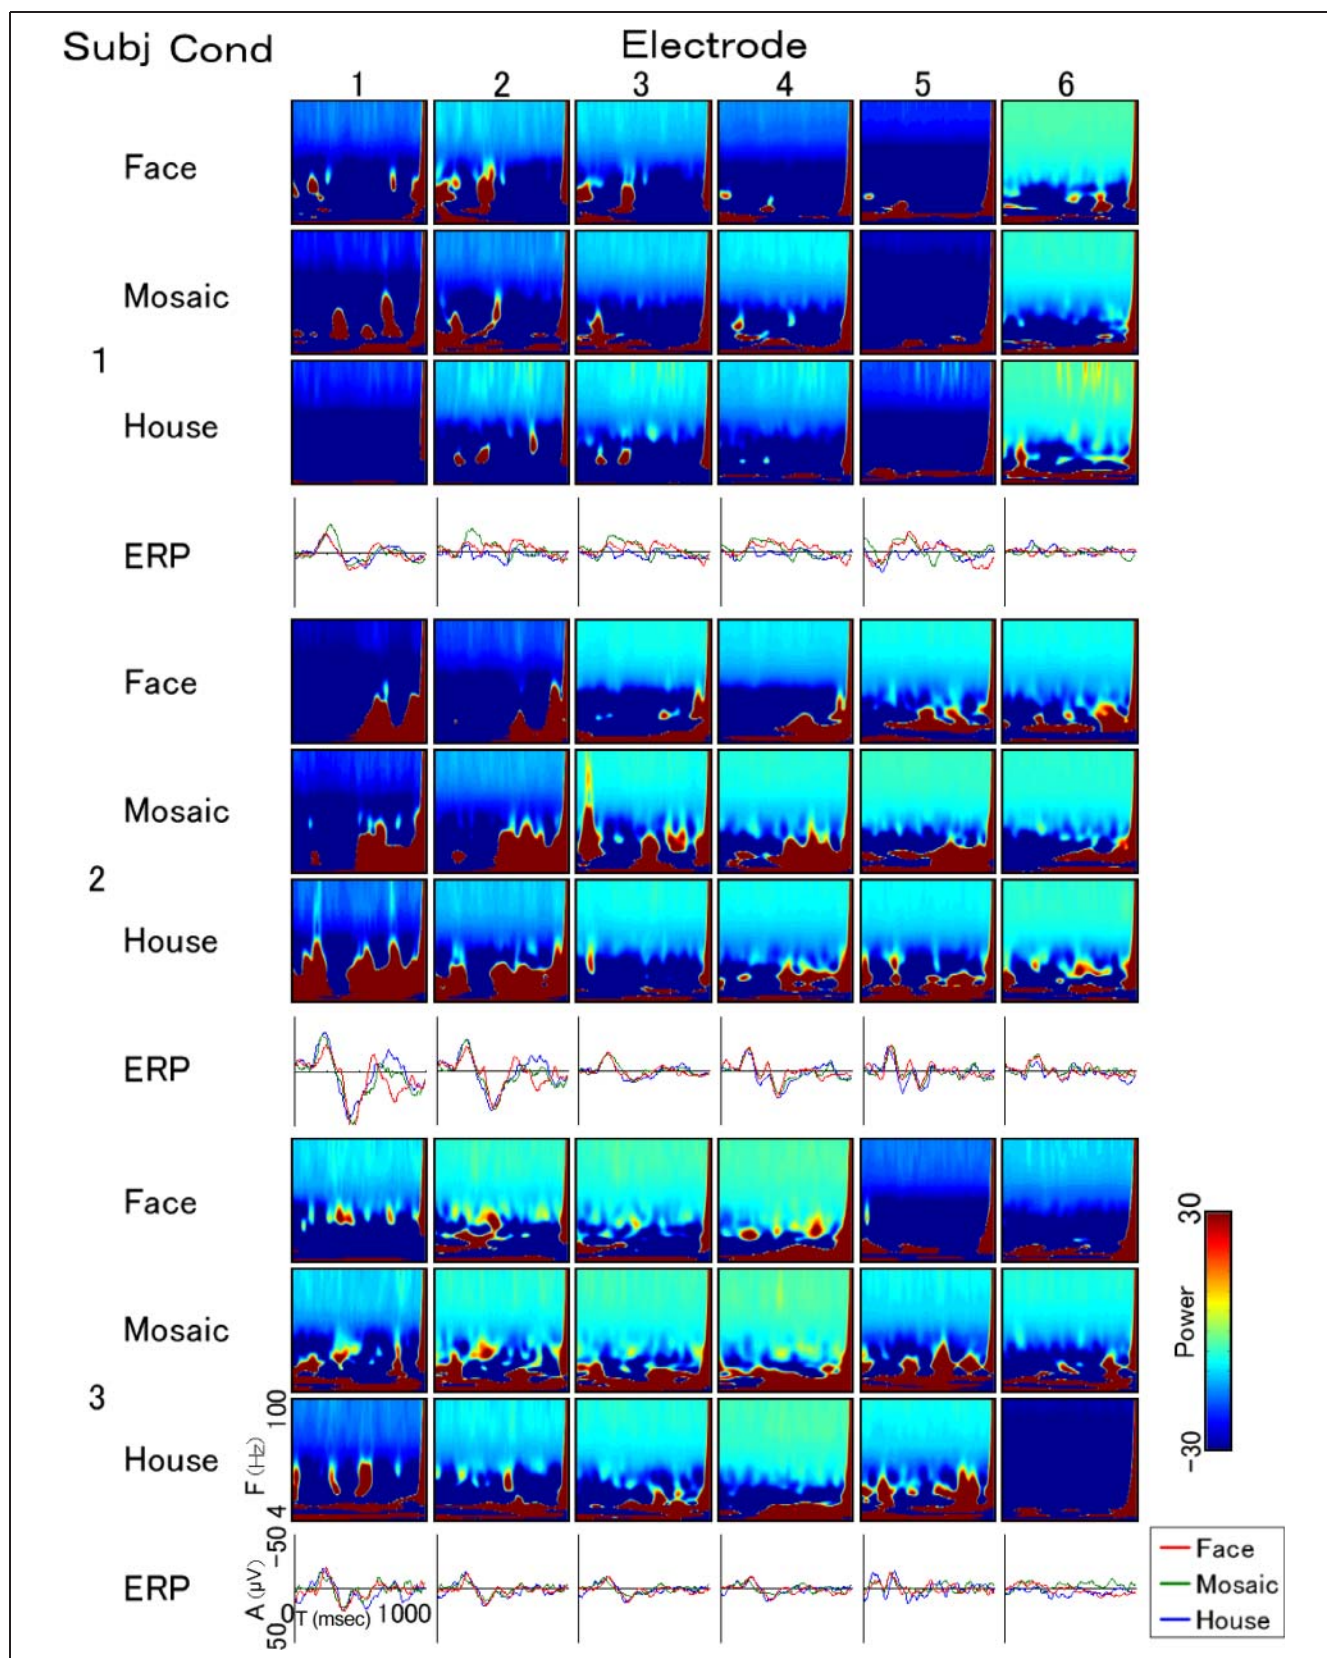 Subj Cond Electrode
1 2 3 4 5 6
Face
Mosaic
1
House
ERP
Face
Mosaic
2
House
ERP
Face
Mosaic
3
House
ERP
F (Hz)
4 100
A (μV)
50 -50
0 T (msec) 1000
Power
-30 30
Face
Mosaic
House